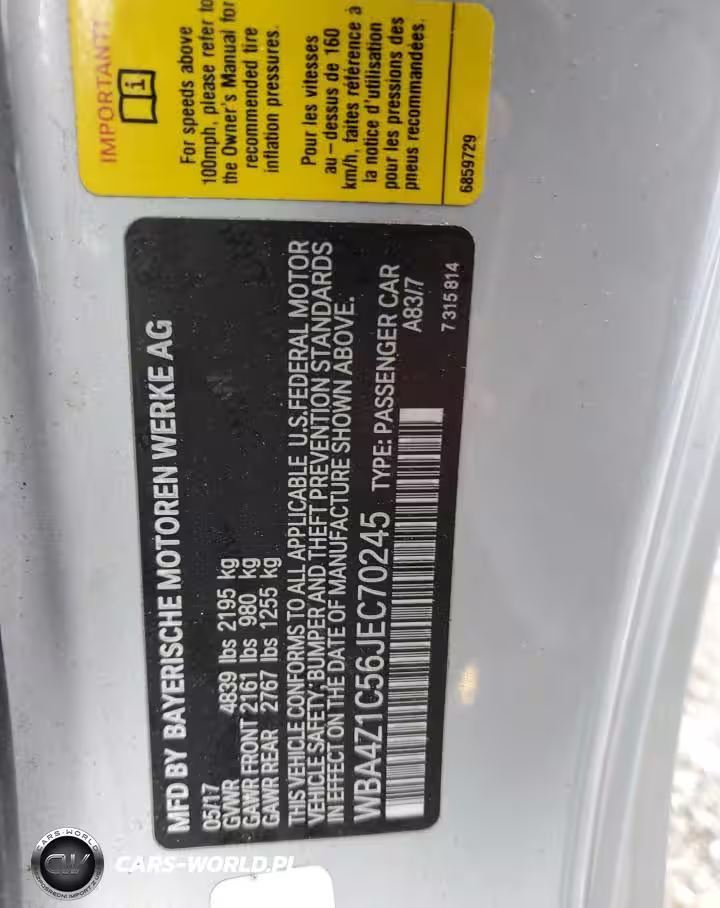 IMPORTANT!
i
For speeds above
100mph, please refer to
the Owner's Manual for
recommended tire
inflation pressures.
Pour les vitesses
au-dessus de 160
km/h, faites référence à
la notice d'utilisation
pour les pressions des
pneus recommandées.
6859729
MFD BY BAYERISCHE MOTOREN WERKE AG
05/17
GVWR 4839 lbs 2195 kg
GAWR FRONT 2161 lbs 980 kg
GAWR REAR 2767 lbs 1255 kg
THIS VEHICLE CONFORMS TO ALL APPLICABLE U.S.FEDERAL MOTOR
VEHICLE SAFETY, BUMPER AND THEFT PREVENTION STANDARDS
IN EFFECT ON THE DATE OF MANUFACTURE SHOWN ABOVE.
WBA4Z1C56JEC70245 TYPE: PASSENGER CAR
A83/7
7315814
CARS-WORLD
CW
CARS-WORLD.PL